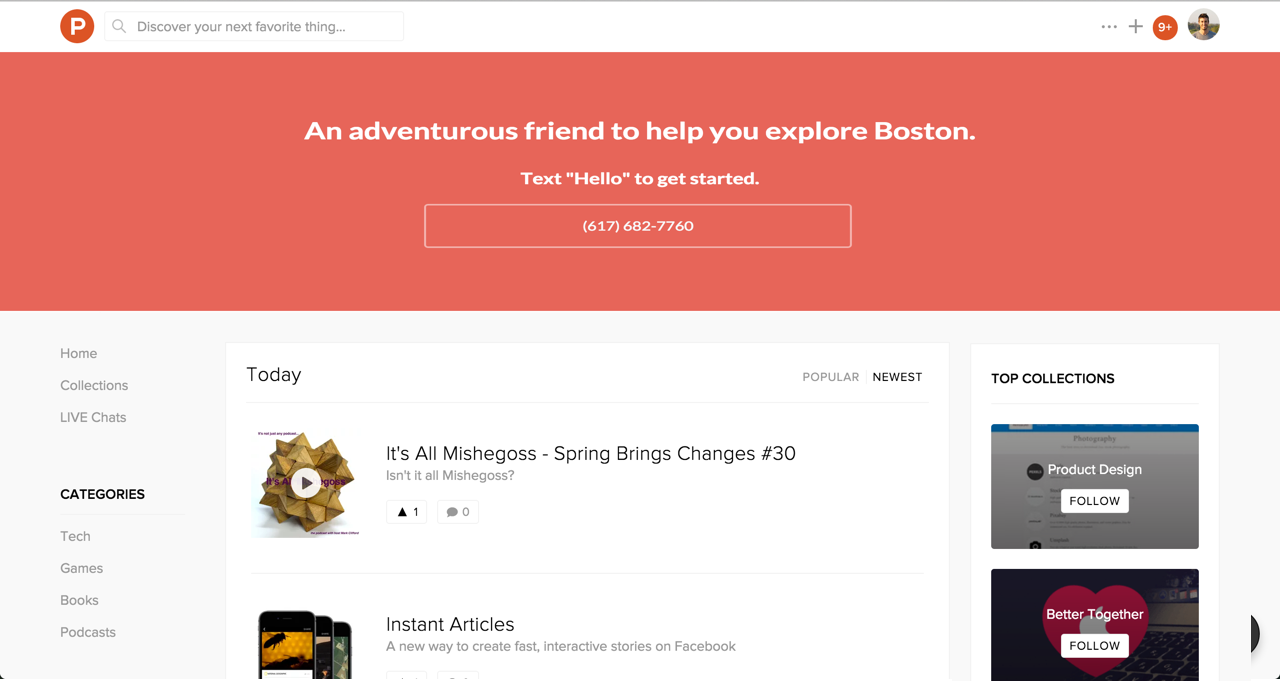 P
Discover your next favorite thing...
9+
An adventurous friend to help you explore Boston.
Text "Hello" to get started.
(617) 682-7760
Home
Collections
LIVE Chats
CATEGORIES
Tech
Games
Books
Podcasts
Today
POPULAR
NEWEST
It's not just any podcast...
It's All Mishegoss - Spring Brings Changes #30
Isn't it all Mishegoss?
1
0
Instant Articles
A new way to create fast, interactive stories on Facebook
TOP COLLECTIONS
Photography
Product Design
FOLLOW
Better Together
FOLLOW